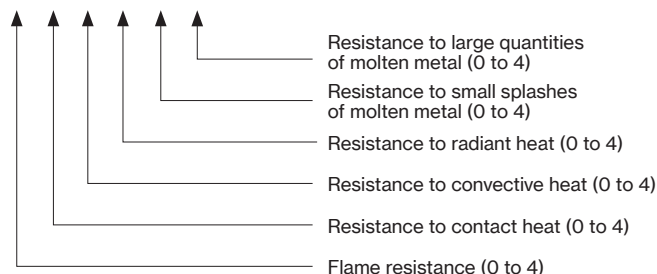 Resistance to large quantities
of molten metal (0 to 4)
Resistance to small splashes
of molten metal (0 to 4)
Resistance to radiant heat (0 to 4)
Resistance to convective heat (0 to 4)
Resistance to contact heat (0 to 4)
Flame resistance (0 to 4)